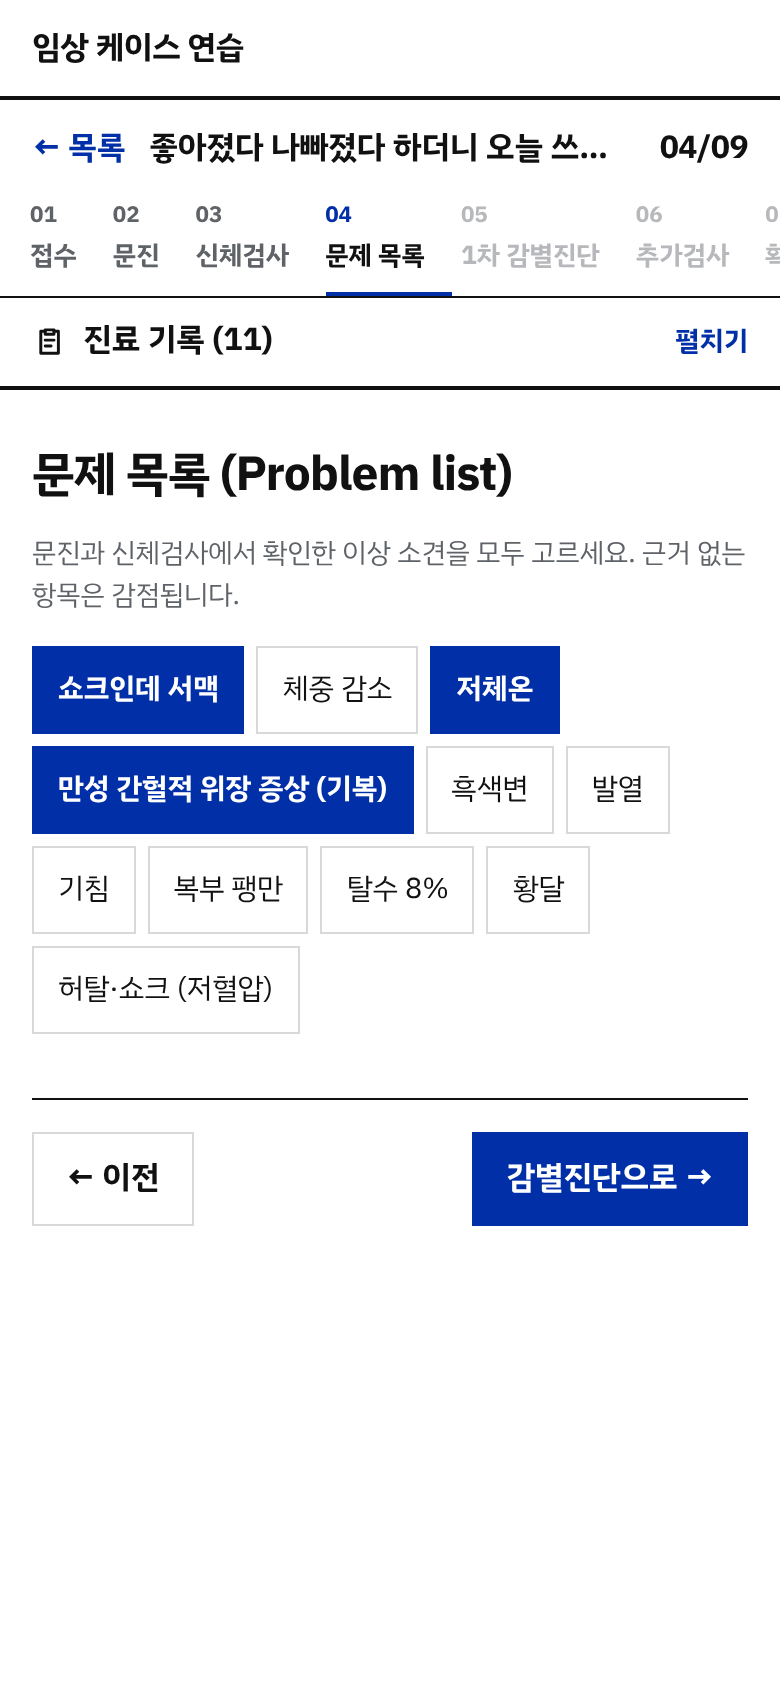 임상 케이스 연습
← 목록 좋아졌다 나빠졌다 하더니 오늘 쓰... 04/09
01 02 03 04 05 06
접수 문진 신체검사 문제 목록 1차 감별진단 추가검사
진료 기록 (11) 펼치기
문제 목록 (Problem list)
문진과 신체검사에서 확인한 이상 소견을 모두 고르세요. 근거 없는
항목은 감점됩니다.
쇼크인데 서맥 체중 감소 저체온
만성 간헐적 위장 증상 (기복) 흑색변 발열
기침 복부 팽만 탈수 8% 황달
허탈·쇼크 (저혈압)
← 이전 감별진단으로 →